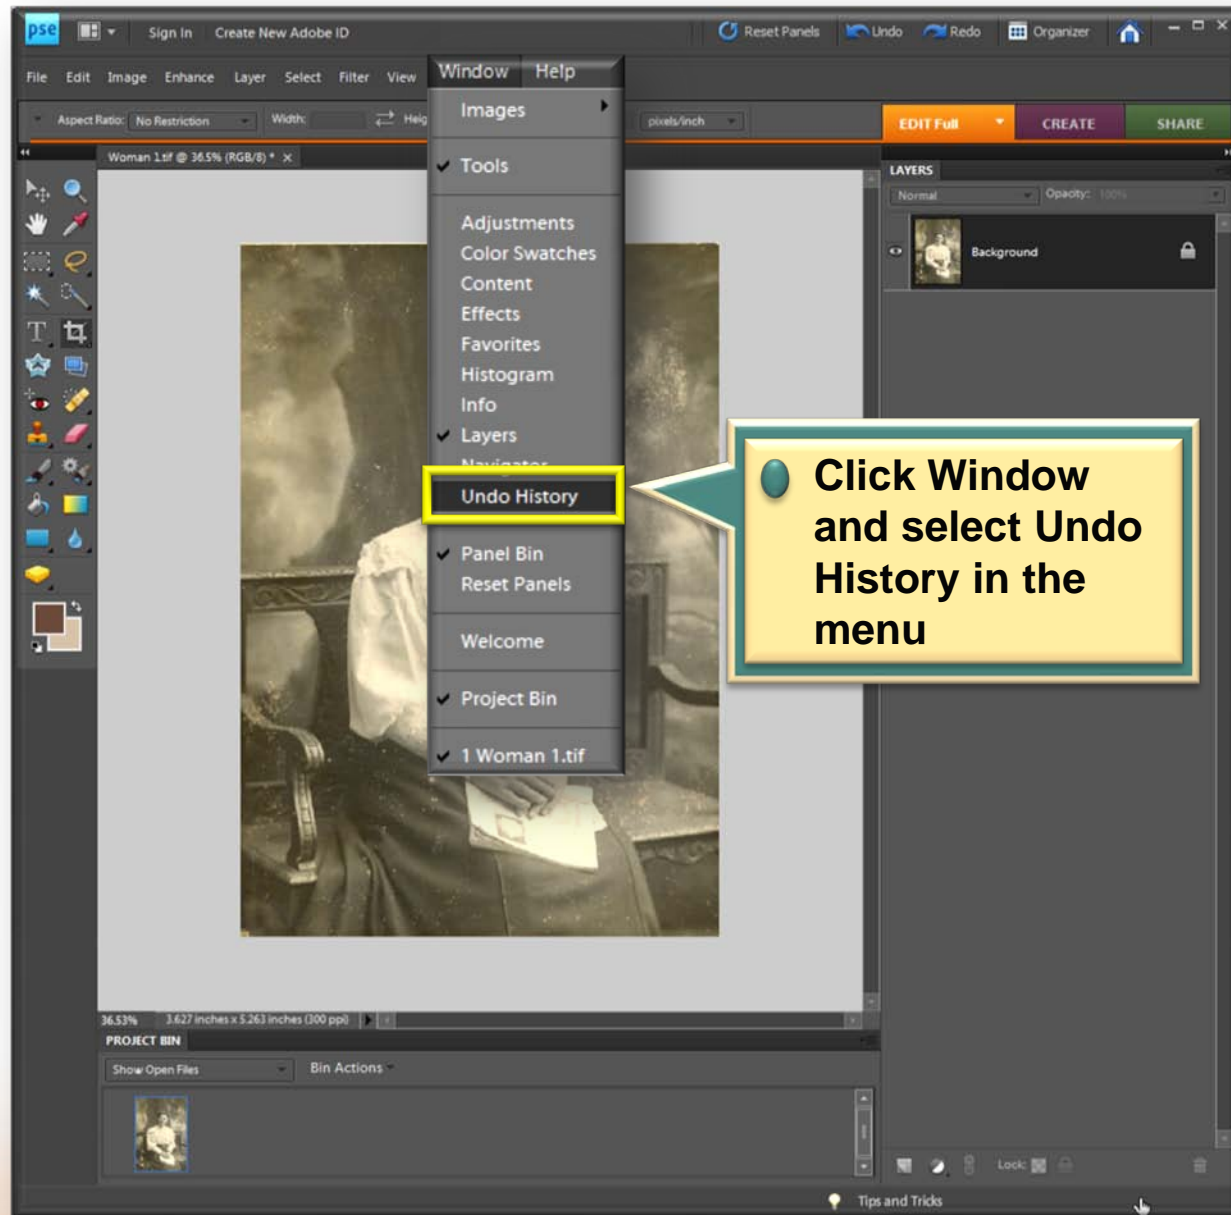 pse Sign In Create New Adobe ID Reset Panels Undo Redo Organizer
File Edit Image Enhance Layer Select Filter View Window Help
Aspect Ratio: No Restriction Width: Heig pixels/inch EDIT Full CREATE SHARE
Woman 1.tif @ 36.5% (RGB/8) * x
Images
Tools
Adjustments
Color Swatches
Content
Effects
Favorites
Histogram
Info
Layers
Navigator
Undo History
Panel Bin
Reset Panels
Welcome
Project Bin
1 Woman 1.tif
LAYERS
Normal Opacity: 100%
Background
Click Window
and select Undo
History in the
menu
36.53% 3.627 inches x 5.263 inches (300 ppi)
PROJECT BIN
Show Open Files Bin Actions
Lock:
Tips and Tricks